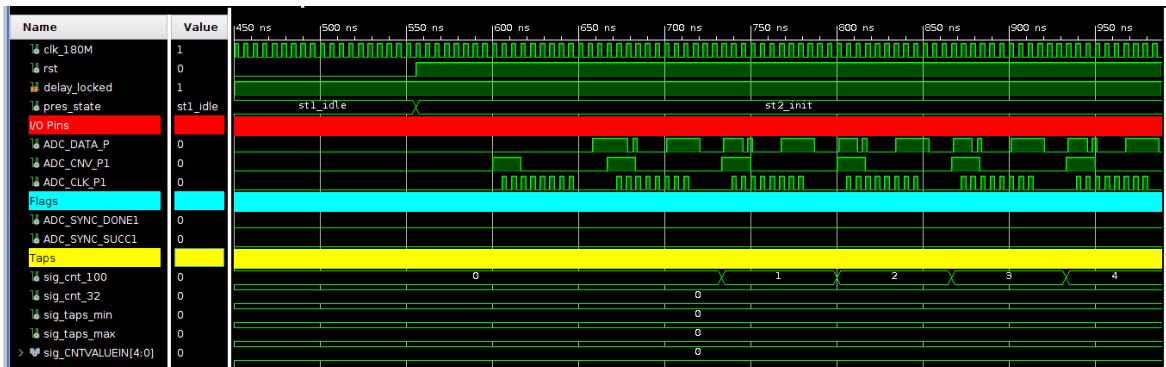 Name Value 450 ns 500 ns 550 ns 600 ns 650 ns 700 ns 750 ns 800 ns 850 ns 900 ns 950 ns
clk_180M 1
rst 0
delay_locked 1
pres_state st1_idle st1_idle st2_init
I/O Pins
ADC_DATA_P 0
ADC_CNV_P1 0
ADC_CLK_P1 0
Flags
ADC_SYNC_DONE1 0
ADC_SYNC_SUCC1 0
Taps
sig_cnt_100 0 0 1 2 3 4
sig_cnt_32 0 0
sig_taps_min 0 0
sig_taps_max 0 0
> sig_CNTVALUEIN[4:0] 0 0